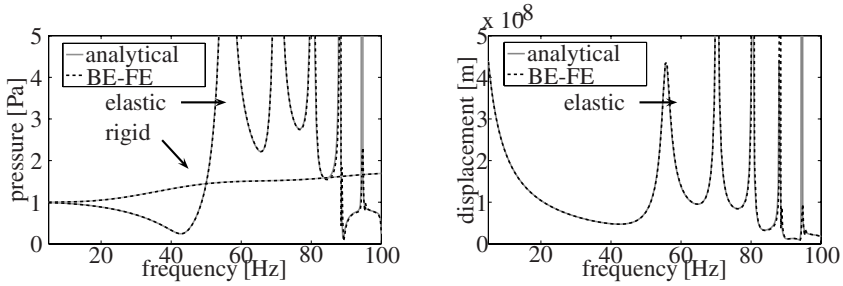 5
4
3
2
1
0
pressure [Pa]
analytical
BE-FE
elastic
rigid
20 40 60 80 100
frequency [Hz]
x 10^8
5
4
3
2
1
0
displacement [m]
analytical
BE-FE
elastic
20 40 60 80 100
frequency [Hz]